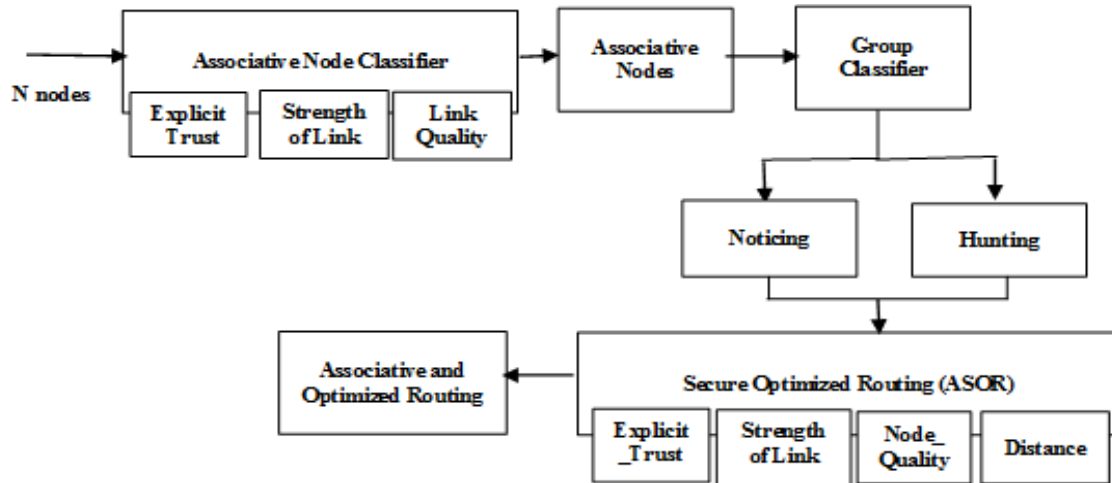 N nodes
Associative Node Classifier
Explicit
Trust
Strength
of Link
Link
Quality
Associative
Nodes
Group
Classifier
Noticing
Hunting
Associative and
Optimized Routing
Secure Optimized Routing (ASOR)
Explicit
_Trust
Strength
of Link
Node_
Quality
Distance